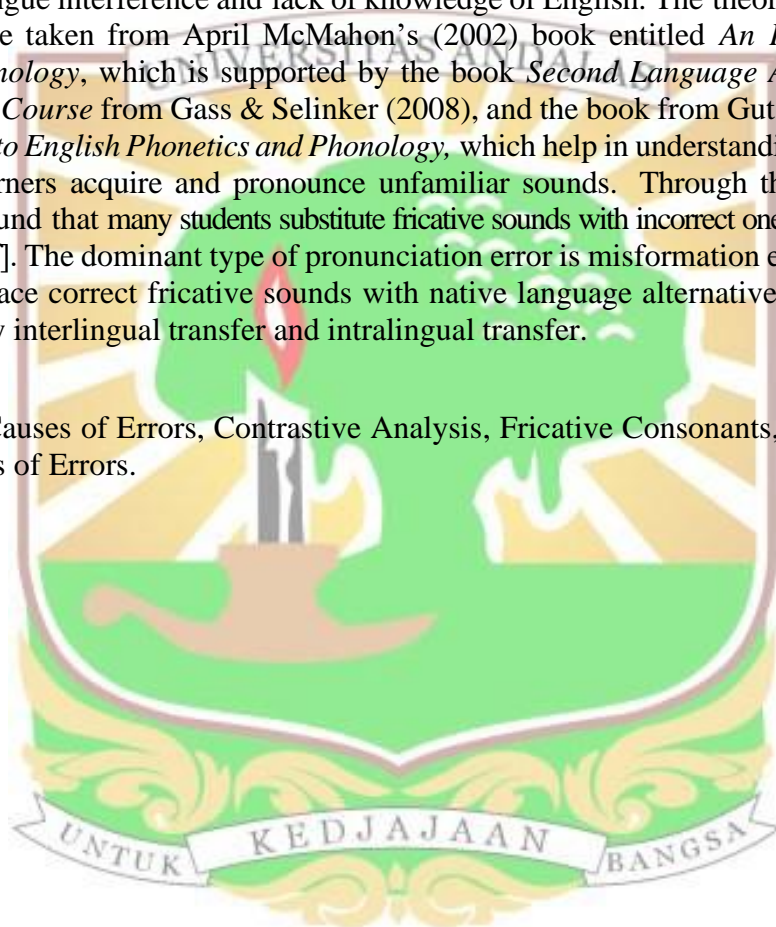 gue interference and lack of knowledge of English. The theor
e taken from April McMahon's (2002) book entitled An I
nology, which is supported by the book Second Language A
Course from Gass & Selinker (2008), and the book from Gut
to English Phonetics and Phonology, which help in understandi
rners acquire and pronounce unfamiliar sounds. Through th
und that many students substitute fricative sounds with incorrect one
]. The dominant type of pronunciation error is misformation e
ace correct fricative sounds with native language alternative
y interlingual transfer and intralingual transfer.
Causes of Errors, Contrastive Analysis, Fricative Consonants,
s of Errors.
UNIVERSITAS ANDALAS
UNTUK KEDJAJAAN BANGSA